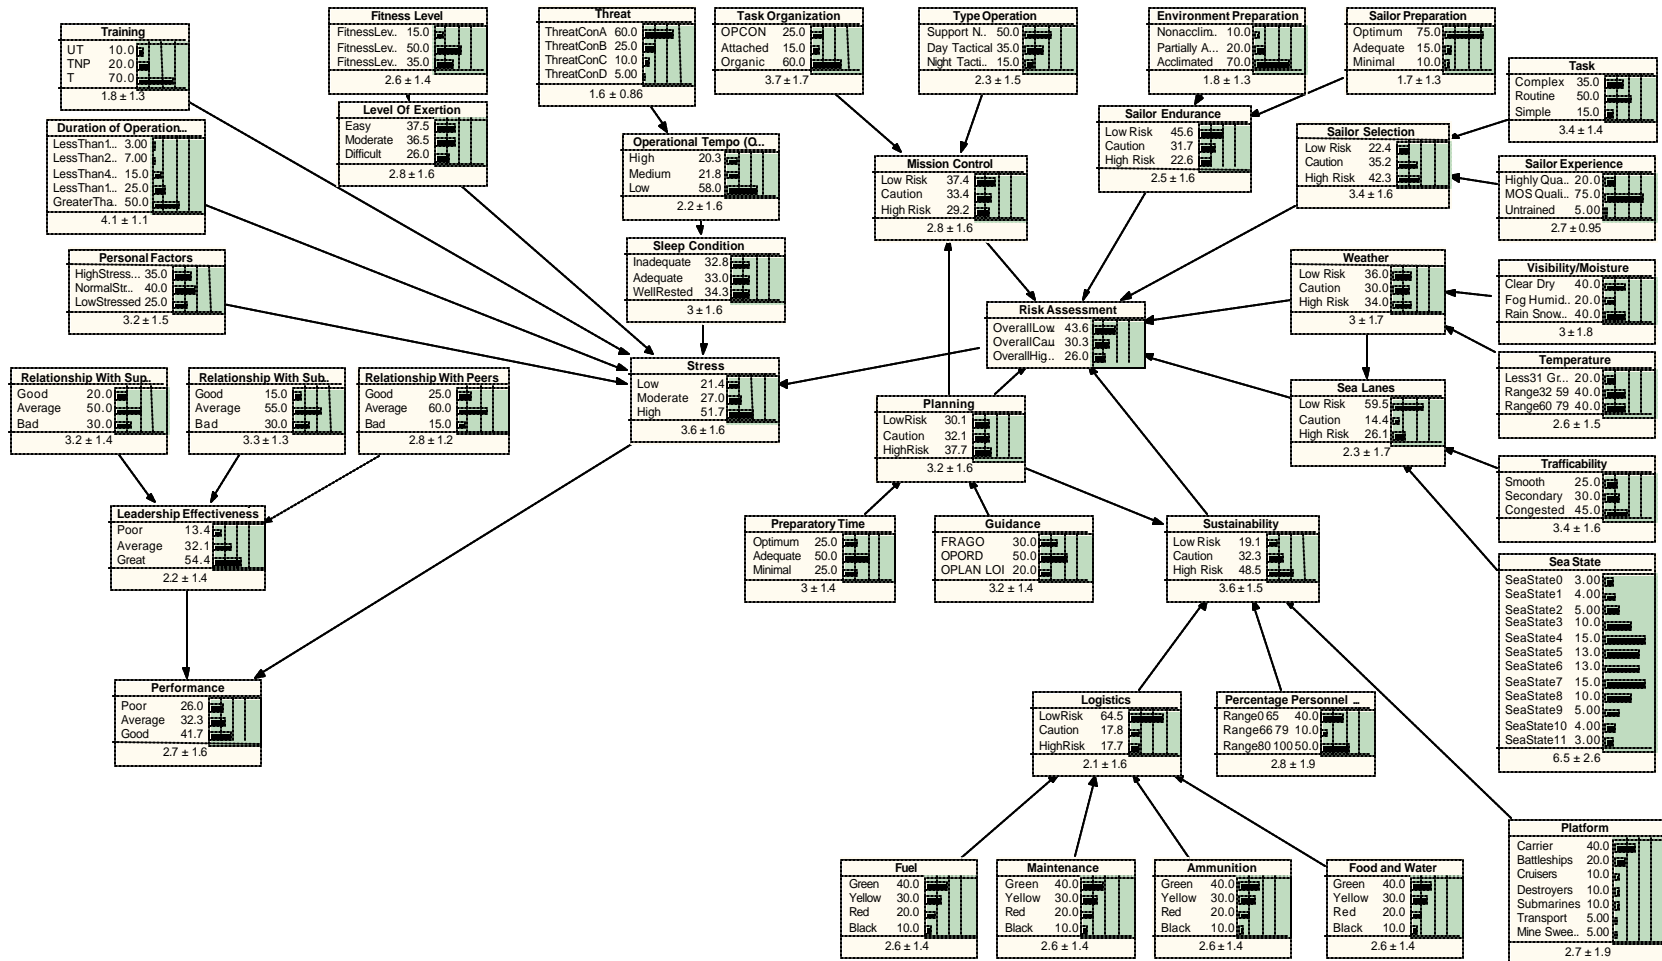 Training
UT 10.0
TNP 20.0
T 70.0
1.8 ± 1.3
Fitness Level
FitnessLev.. 15.0
FitnessLev.. 50.0
FitnessLev.. 35.0
2.6 ± 1.4
Threat
ThreatConA 60.0
ThreatConB 25.0
ThreatConC 10.0
ThreatConD 5.00
1.6 ± 0.86
Task Organization
OPCON 25.0
Attached 15.0
Organic 60.0
3.7 ± 1.7
Type Operation
Support N.. 50.0
Day Tactical 35.0
Night Tacti.. 15.0
2.3 ± 1.5
Environment Preparation
Nonacclim.. 10.0
Partially A... 20.0
Acclimated 70.0
1.8 ± 1.3
Sailor Preparation
Optimum 75.0
Adequate 15.0
Minimal 10.0
1.7 ± 1.3
Task
Complex 35.0
Routine 50.0
Simple 15.0
3.4 ± 1.4
Duration of Operation...
LessThan1... 3.00
LessThan2.. 7.00
LessThan4... 15.0
LessThan1... 25.0
GreaterTha.. 50.0
4.1 ± 1.1
Level Of Exertion
Easy 37.5
Moderate 36.5
Difficult 26.0
2.8 ± 1.6
Operational Tempo (O...
High 20.3
Medium 21.8
Low 58.0
2.2 ± 1.6
Mission Control
Low Risk 37.4
Caution 33.4
High Risk 29.2
2.8 ± 1.6
Sailor Endurance
Low Risk 45.6
Caution 31.7
High Risk 22.6
2.5 ± 1.6
Sailor Selection
Low Risk 22.4
Caution 35.2
High Risk 42.3
3.4 ± 1.6
Sailor Experience
Highly Qua.. 20.0
MOS Quali.. 75.0
Untrained 5.00
2.7 ± 0.95
Personal Factors
HighStress... 35.0
NormalStr... 40.0
LowStressed 25.0
3.2 ± 1.5
Sleep Condition
Inadequate 32.8
Adequate 33.0
WellRested 34.3
3 ± 1.6
Weather
Low Risk 36.0
Caution 30.0
High Risk 34.0
3 ± 1.7
Visibility/Moisture
Clear Dry 40.0
Fog Humid.. 20.0
Rain Snow.. 40.0
3 ± 1.8
Risk Assessment
OverallLow.. 43.6
OverallCau.. 30.3
OverallHig.. 26.0
Temperature
Less31 Gr... 20.0
Range32 59 40.0
Range60 79 40.0
2.6 ± 1.5
Relationship With Sup..
Good 20.0
Average 50.0
Bad 30.0
3.2 ± 1.4
Relationship With Sub..
Good 15.0
Average 55.0
Bad 30.0
3.3 ± 1.3
Relationship With Peers
Good 25.0
Average 60.0
Bad 15.0
2.8 ± 1.2
Stress
Low 21.4
Moderate 27.0
High 51.7
3.6 ± 1.6
Planning
LowRisk 30.1
Caution 32.1
HighRisk 37.7
3.2 ± 1.6
Sea Lanes
Low Risk 59.5
Caution 14.4
High Risk 26.1
2.3 ± 1.7
Trafficability
Smooth 25.0
Secondary 30.0
Congested 45.0
3.4 ± 1.6
Leadership Effectiveness
Poor 13.4
Average 32.1
Great 54.4
2.2 ± 1.4
Preparatory Time
Optimum 25.0
Adequate 50.0
Minimal 25.0
3 ± 1.4
Guidance
FRAGO 30.0
OPORD 50.0
OPLAN LOI 20.0
3.2 ± 1.4
Sustainability
Low Risk 19.1
Caution 32.3
High Risk 48.5
3.6 ± 1.5
Sea State
SeaState0 3.00
SeaState1 4.00
SeaState2 5.00
SeaState3 10.0
SeaState4 15.0
SeaState5 13.0
SeaState6 13.0
SeaState7 15.0
SeaState8 10.0
SeaState9 5.00
SeaState10 4.00
SeaState11 3.00
6.5 ± 2.6
Performance
Poor 26.0
Average 32.3
Good 41.7
2.7 ± 1.6
Logistics
LowRisk 64.5
Caution 17.8
HighRisk 17.7
2.1 ± 1.6
Percentage Personnel ..
Range0 65 40.0
Range66 79 10.0
Range80 100 50.0
2.8 ± 1.9
Platform
Carrier 40.0
Battleships 20.0
Cruisers 10.0
Destroyers 10.0
Submarines 10.0
Transport 5.00
Mine Swee.. 5.00
2.7 ± 1.9
Fuel
Green 40.0
Yellow 30.0
Red 20.0
Black 10.0
2.6 ± 1.4
Maintenance
Green 40.0
Yellow 30.0
Red 20.0
Black 10.0
2.6 ± 1.4
Ammunition
Green 40.0
Yellow 30.0
Red 20.0
Black 10.0
2.6 ± 1.4
Food and Water
Green 40.0
Yellow 30.0
Red 20.0
Black 10.0
2.6 ± 1.4